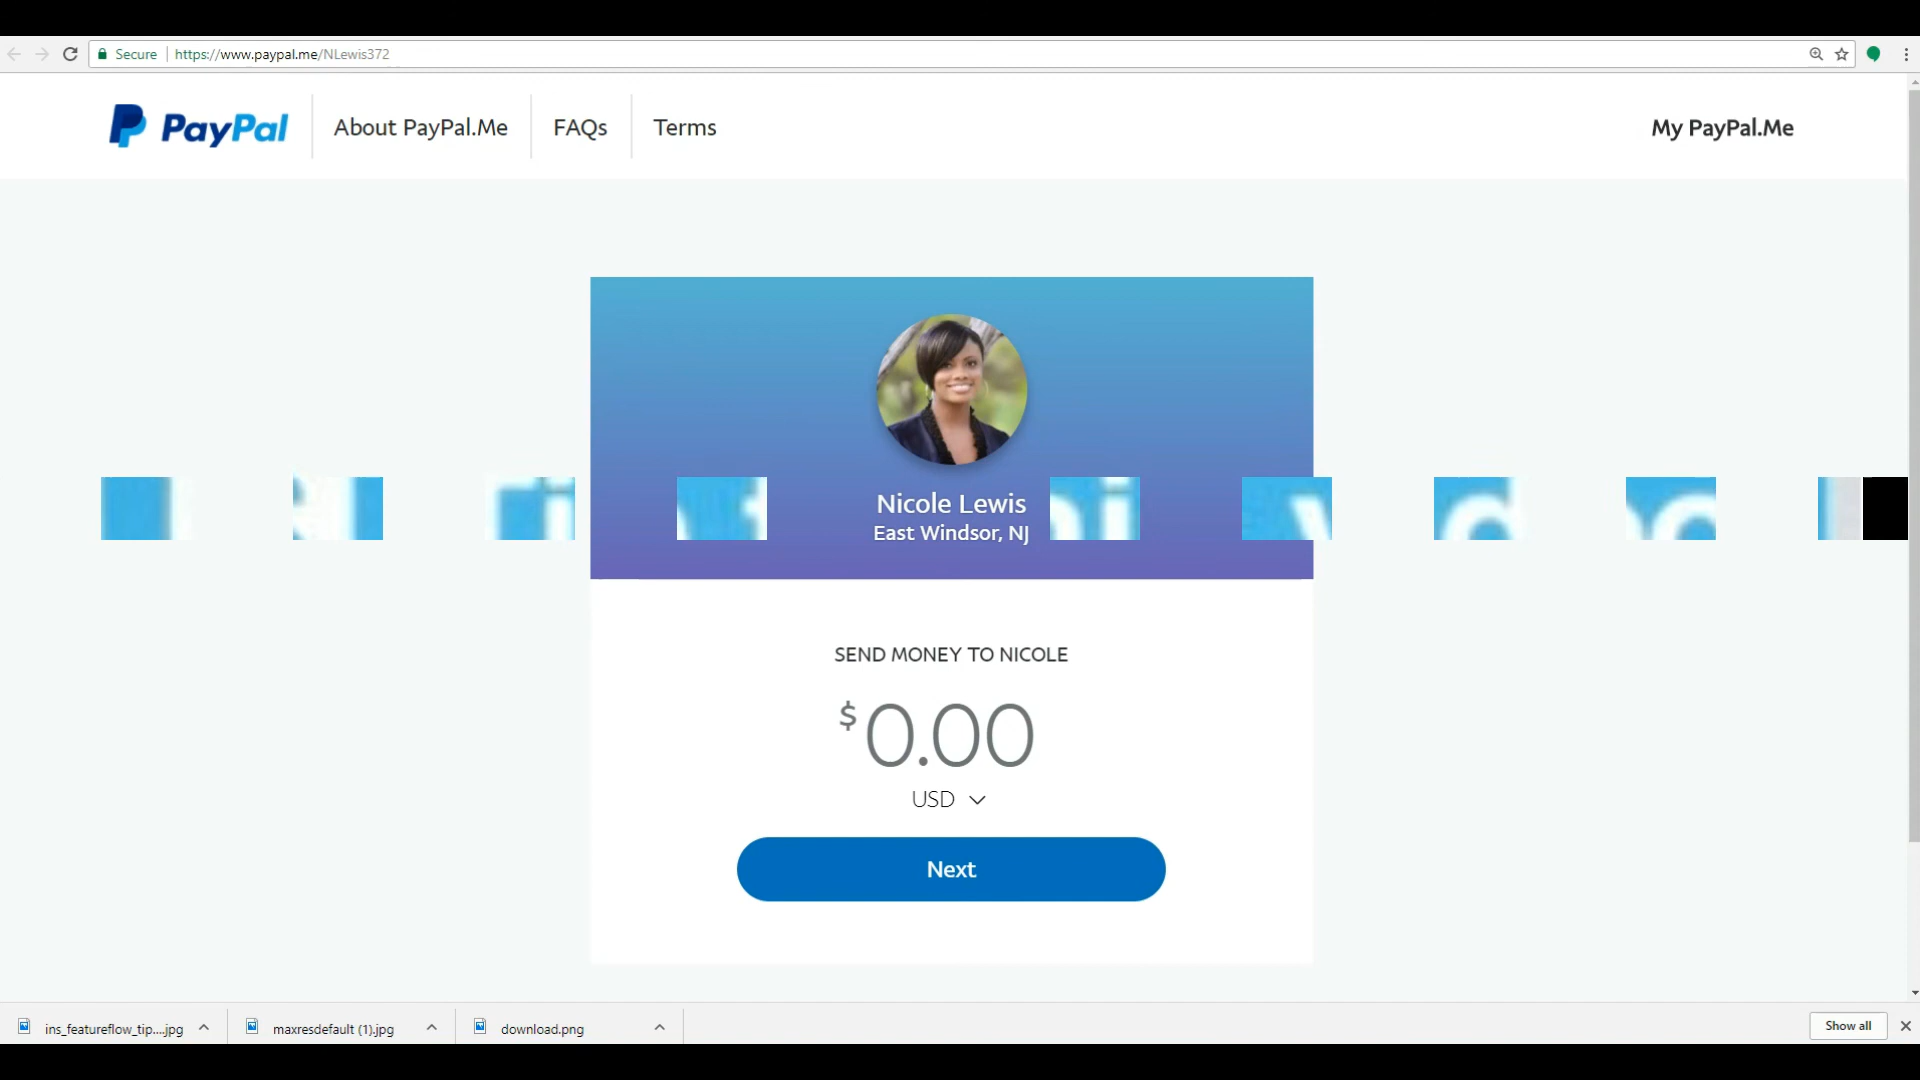 Secure https://www.paypal.me/NLewis372
PayPal About PayPal.Me FAQs Terms My PayPal.Me
Nicole Lewis
East Windsor, NJ
SEND MONEY TO NICOLE
$0.00
USD
Next
ins_featureflow_tip....jpg maxresdefault (1).jpg download.png Show all